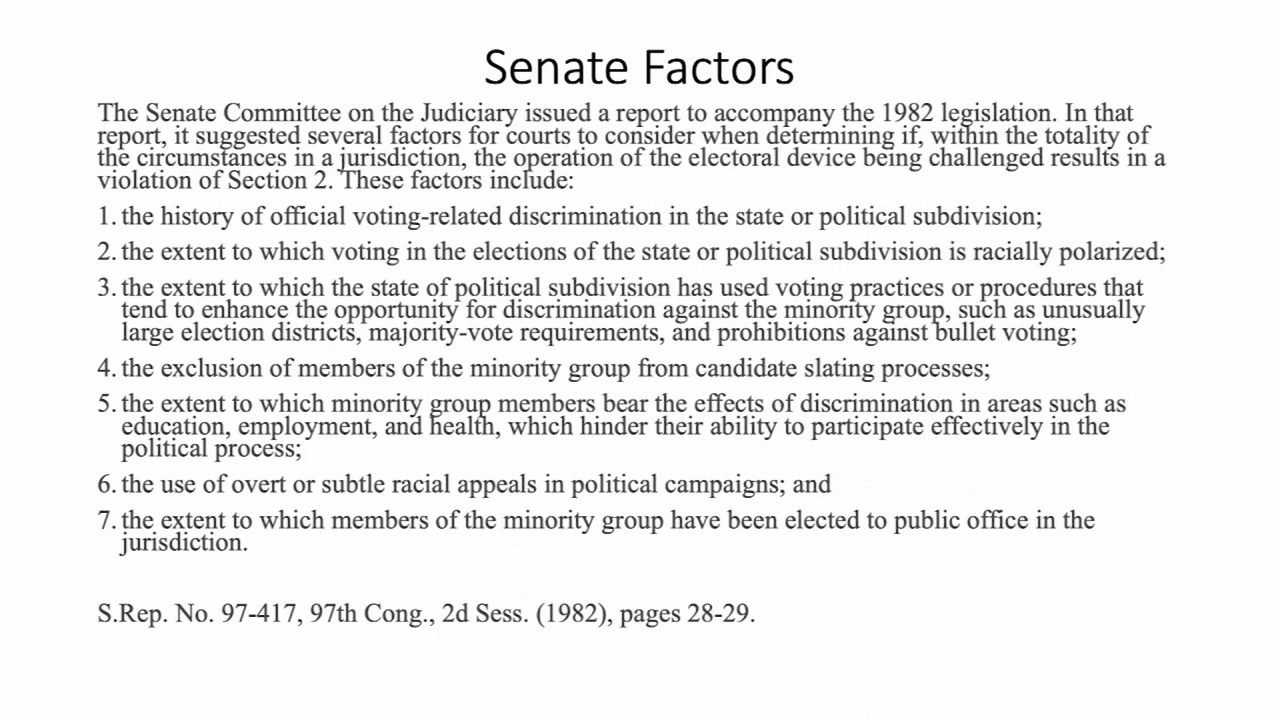 Senate Factors
The Senate Committee on the Judiciary issued a report to accompany the 1982 legislation. In that
report, it suggested several factors for courts to consider when determining if, within the totality of
the circumstances in a jurisdiction, the operation of the electoral device being challenged results in a
violation of Section 2. These factors include:
1. the history of official voting-related discrimination in the state or political subdivision;
2. the extent to which voting in the elections of the state or political subdivision is racially polarized;
3. the extent to which the state of political subdivision has used voting practices or procedures that
tend to enhance the opportunity for discrimination against the minority group, such as unusually
large election districts, majority-vote requirements, and prohibitions against bullet voting;
4. the exclusion of members of the minority group from candidate slating processes;
5. the extent to which minority group members bear the effects of discrimination in areas such as
education, employment, and health, which hinder their ability to participate effectively in the
political process;
6. the use of overt or subtle racial appeals in political campaigns; and
7. the extent to which members of the minority group have been elected to public office in the
jurisdiction.
S.Rep. No. 97-417, 97th Cong., 2d Sess. (1982), pages 28-29.